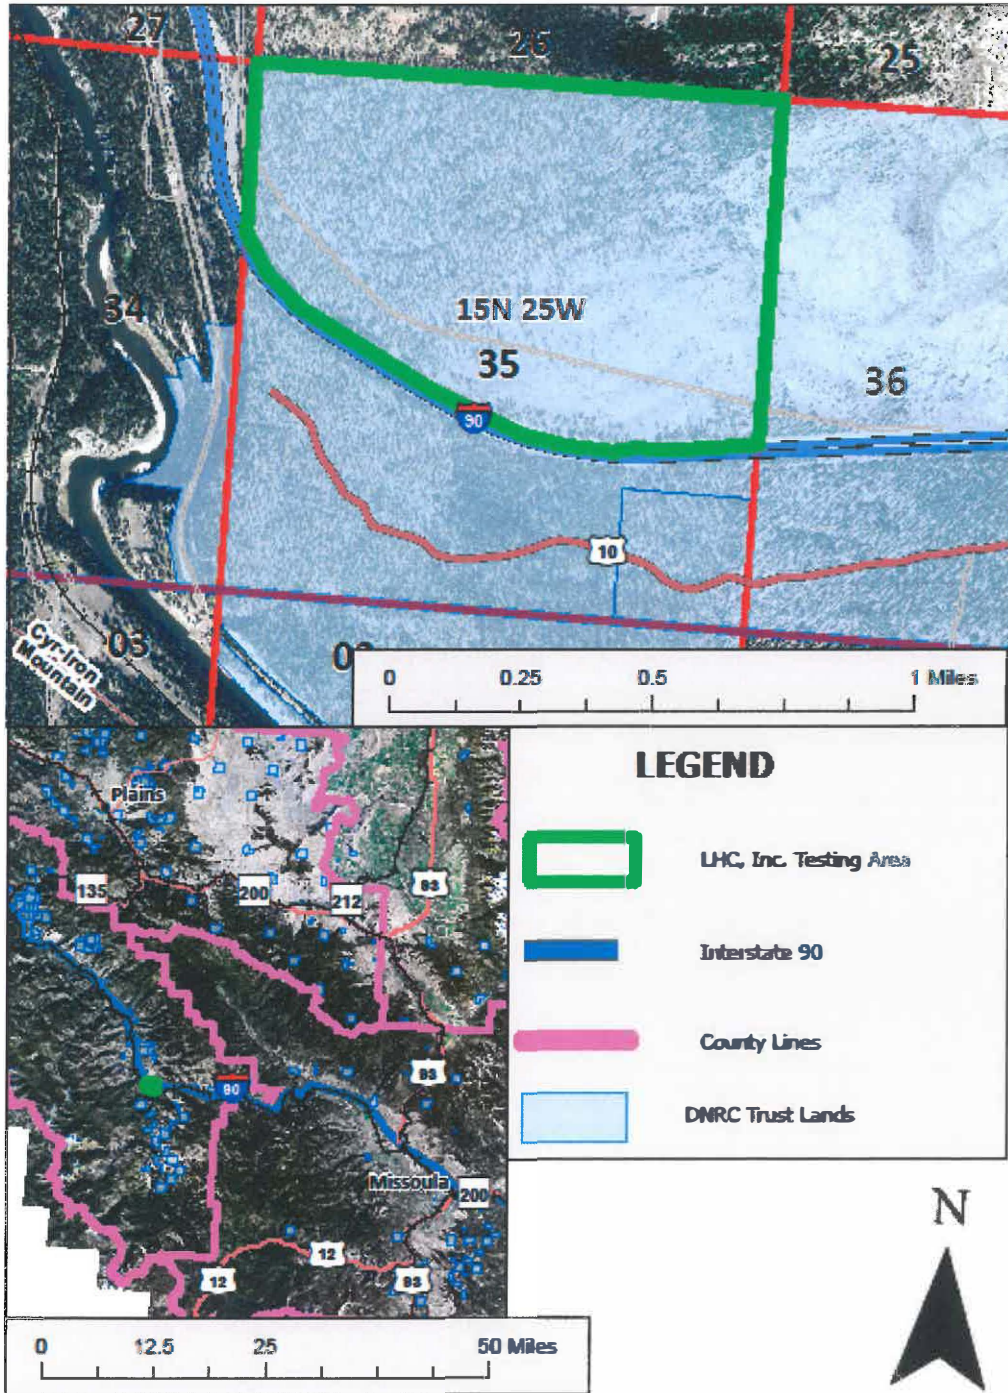 27
26
25
34
15N 25W
35
36
90
10
03
Cyr-Iron
Mountain
0 0.25 0.5 1 Miles
Plains
135
200
212
93
90
93
Missoula
200
12
12
93
0 12.5 25 50 Miles
LEGEND
LHC, Inc. Testing Area
Interstate 90
County Lines
DNRC Trust Lands
N